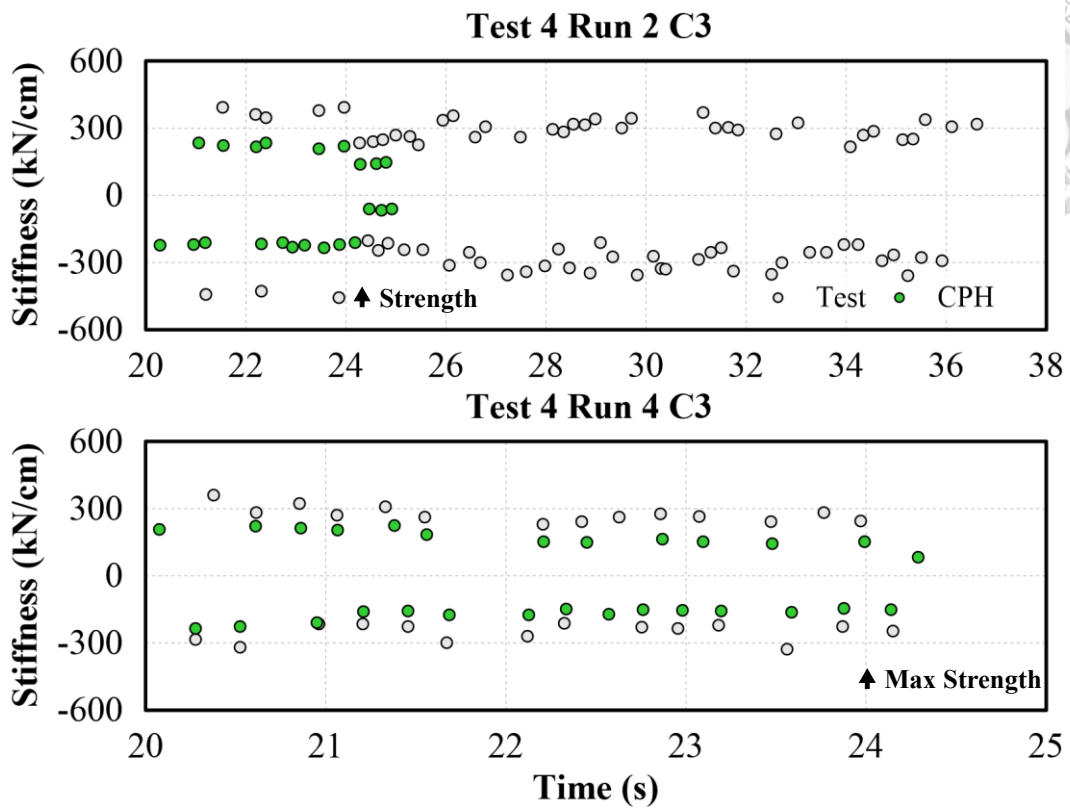 Test 4 Run 2 C3
Stiffness (kN/cm)
600
300
0
-300
-600
Strength
Test
CPH
20 22 24 26 28 30 32 34 36 38
Test 4 Run 4 C3
Stiffness (kN/cm)
600
300
0
-300
-600
Max Strength
20 21 22 23 24 25
Time (s)